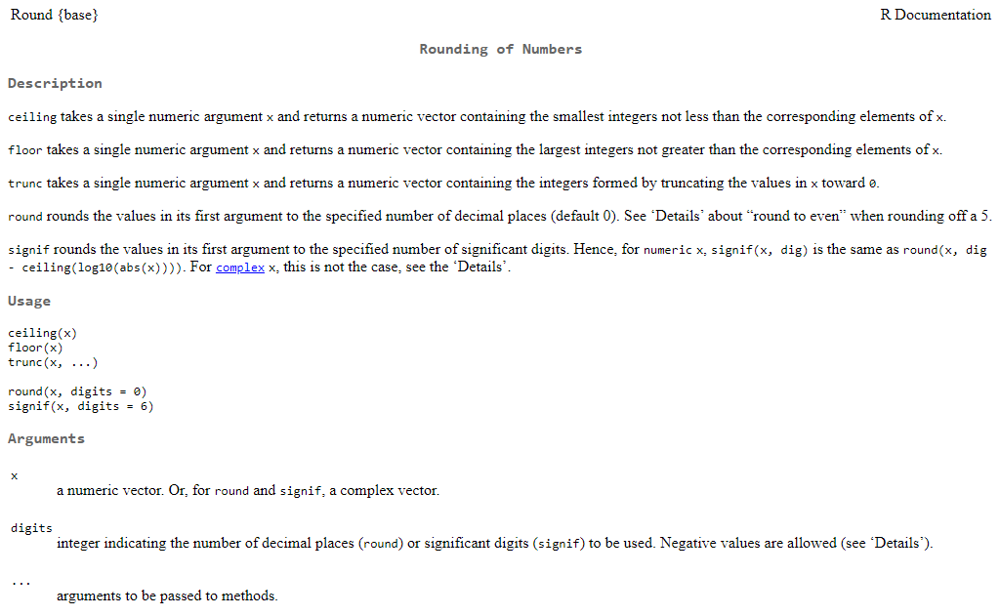 Round {base}
R Documentation
Rounding of Numbers
Description
ceiling takes a single numeric argument x and returns a numeric vector containing the smallest integers not less than the corresponding elements of x.
floor takes a single numeric argument x and returns a numeric vector containing the largest integers not greater than the corresponding elements of x.
trunc takes a single numeric argument x and returns a numeric vector containing the integers formed by truncating the values in x toward 0.
round rounds the values in its first argument to the specified number of decimal places (default 0). See ‘Details’ about “round to even” when rounding off a 5.
signif rounds the values in its first argument to the specified number of significant digits. Hence, for numeric x, signif(x, dig) is the same as round(x, dig
- ceiling(log10(abs(x)))). For complex x, this is not the case, see the ‘Details’.
Usage
ceiling(x)
floor(x)
trunc(x, ...)
round(x, digits = 0)
signif(x, digits = 6)
Arguments
x
a numeric vector. Or, for round and signif, a complex vector.
digits
integer indicating the number of decimal places (round) or significant digits (signif) to be used. Negative values are allowed (see ‘Details’).
...
arguments to be passed to methods.